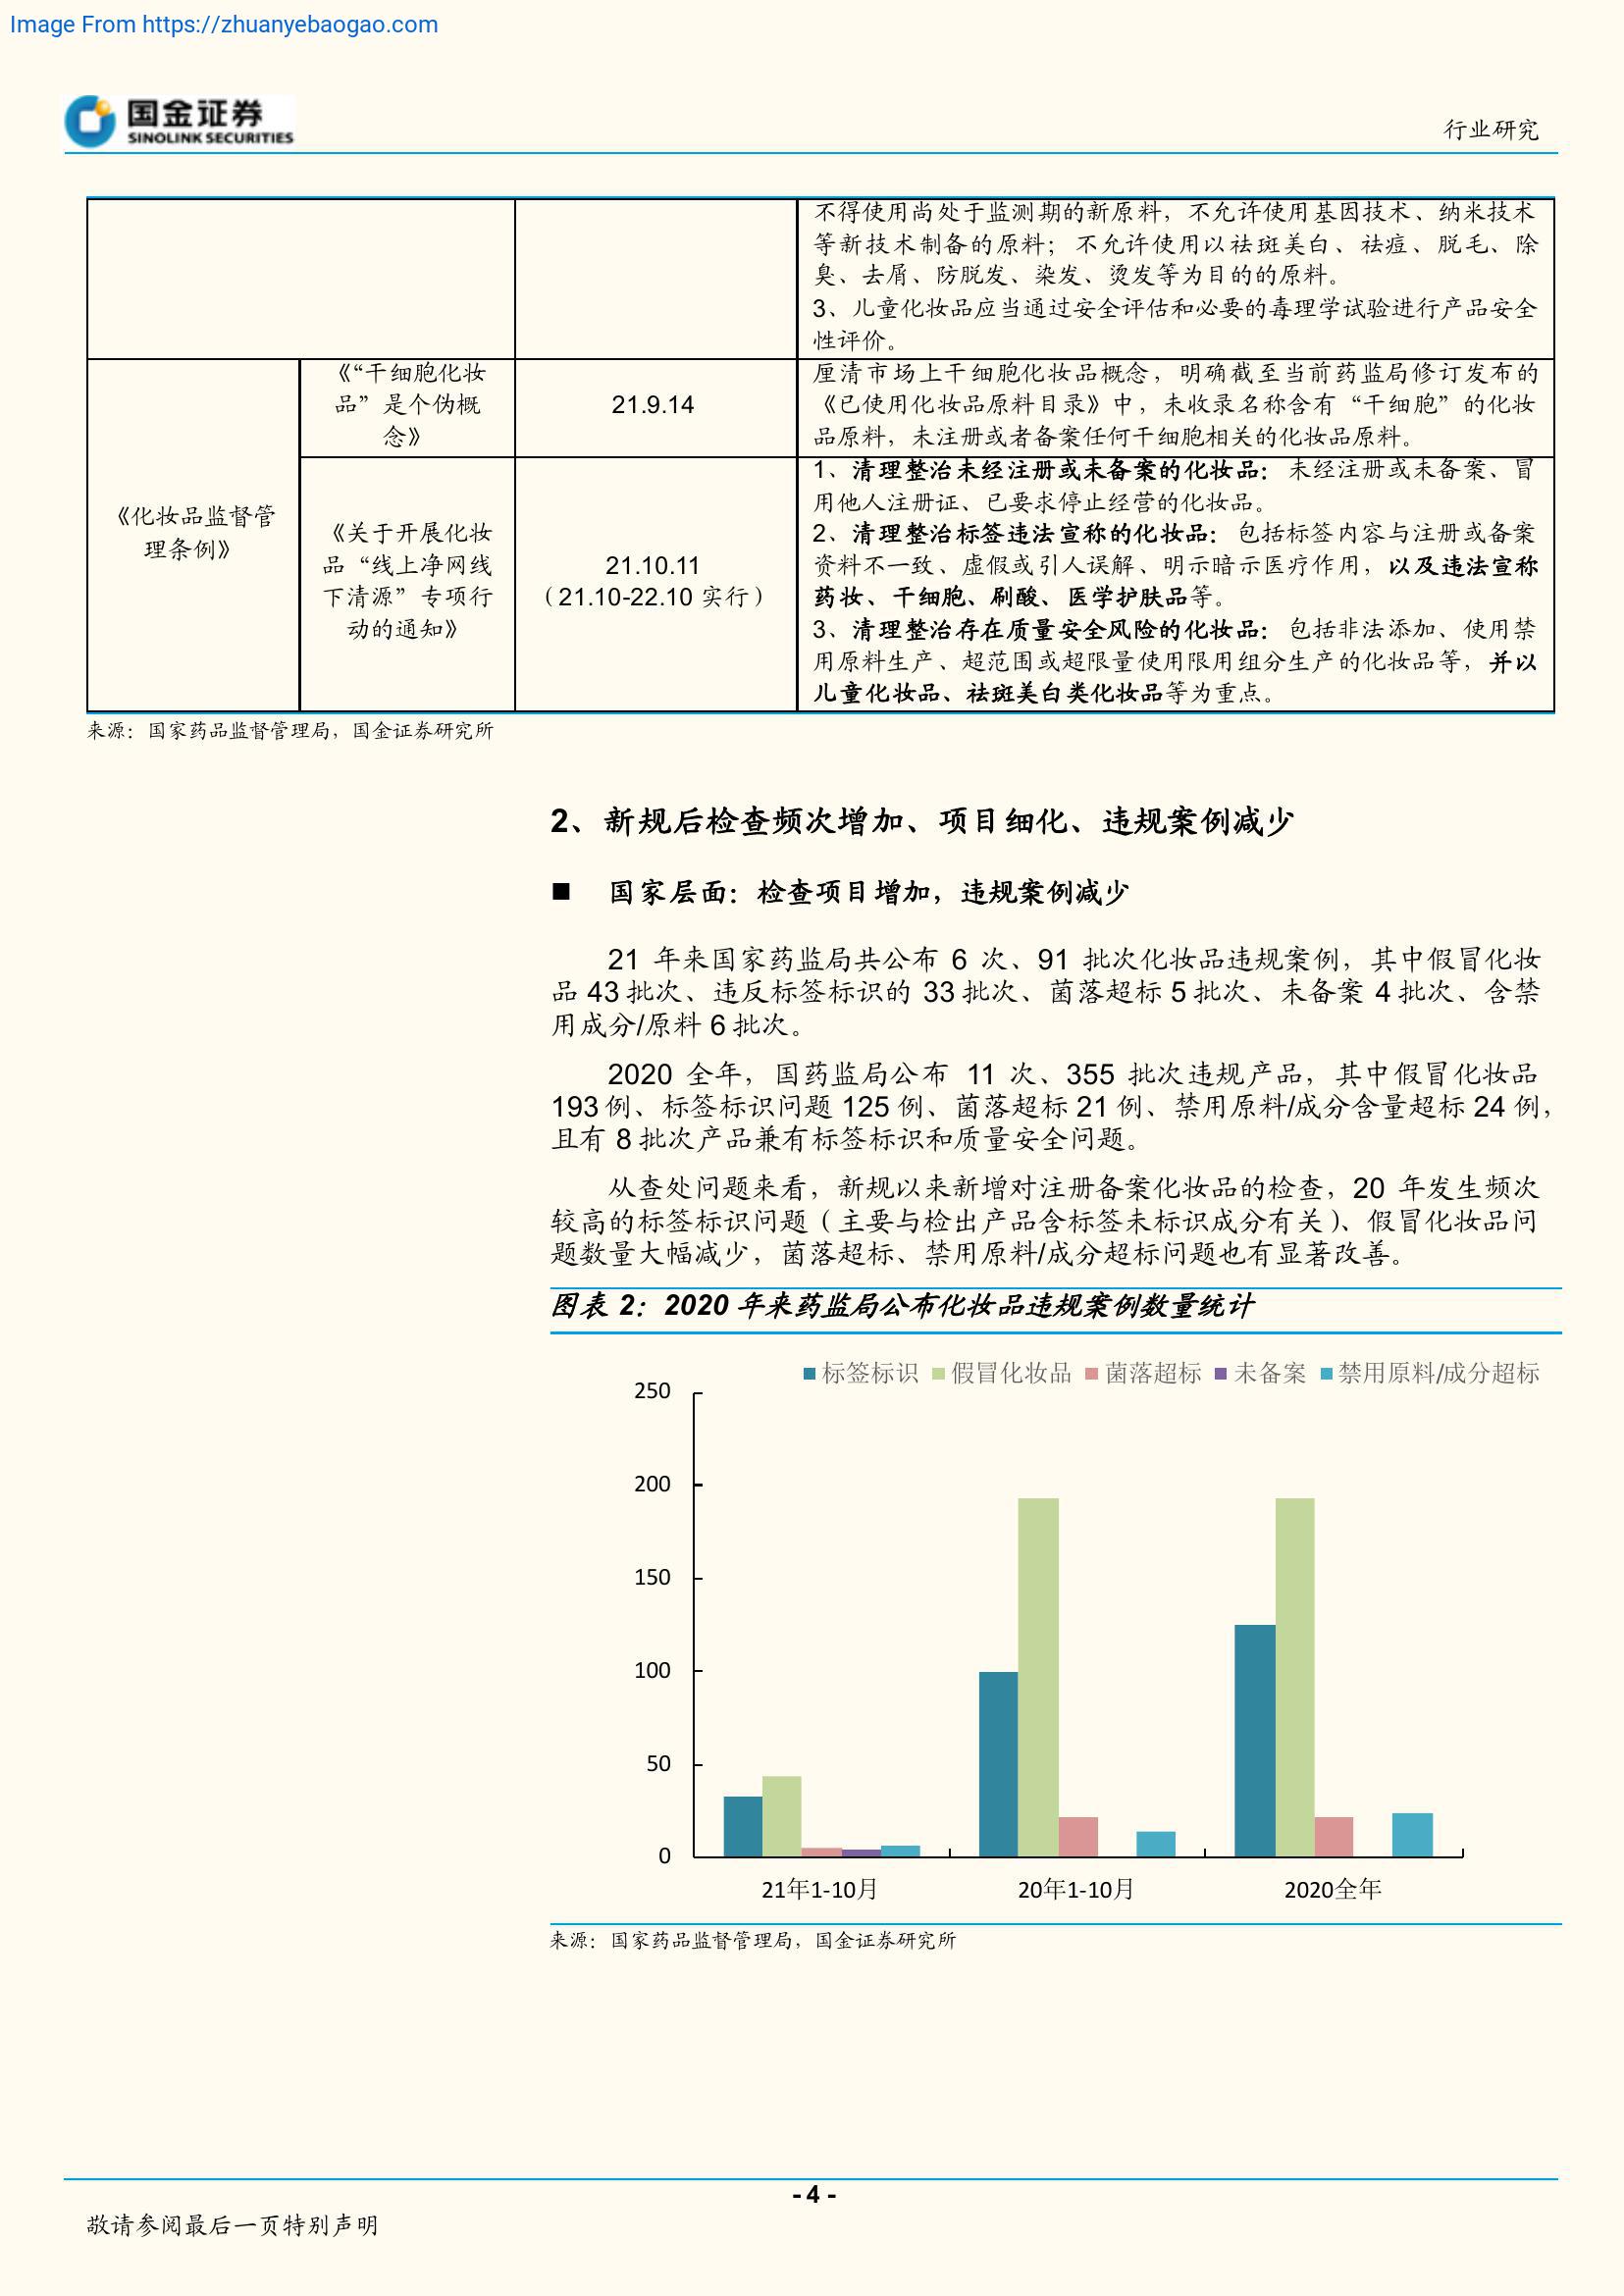 Image From https://zhuanyebaogao.com
国金证券
SINOLINK SECURITIES
行业研究
不得使用尚处于监测期的新原料，不允许使用基因技术、纳米技术
等新技术制备的原料；不允许使用以祛斑美白、祛痘、脱毛、除
臭、去屑、防脱发、染发、烫发等为目的的原料。
3、儿童化妆品应当通过安全评估和必要的毒理学试验进行产品安全
性评价。
《化妆品监督管
理条例》
《“干细胞化妆
品”是个伪概
念》
21.9.14
厘清市场上干细胞化妆品概念，明确截至当前药监局修订发布的
《已使用化妆品原料目录》中，未收录名称含有“干细胞”的化妆
品原料，未注册或者备案任何干细胞相关的化妆品原料。
《关于开展化妆
品“线上净网线
下清源”专项行
动的通知》
21.10.11
（21.10-22.10 实行）
1、清理整治未经注册或未备案的化妆品：未经注册或未备案、冒
用他人注册证、已要求停止经营的化妆品。
2、清理整治标签违法宣称的化妆品：包括标签内容与注册或备案
资料不一致、虚假或引人误解、明示暗示医疗作用，以及违法宣称
药妆、干细胞、刷酸、医学护肤品等。
3、清理整治存在质量安全风险的化妆品：包括非法添加、使用禁
用原料生产、超范围或超限量使用限用组分生产的化妆品等，并以
儿童化妆品、祛斑美白类化妆品等为重点。
来源：国家药品监督管理局，国金证券研究所
2、新规后检查频次增加、项目细化、违规案例减少
■ 国家层面：检查项目增加，违规案例减少
21 年来国家药监局共公布 6 次、91 批次化妆品违规案例，其中假冒化妆
品 43 批次、违反标签标识的 33 批次、菌落超标 5 批次、未备案 4 批次、含禁
用成分/原料 6 批次。
2020 全年，国药监局公布 11 次、355 批次违规产品，其中假冒化妆品
193 例、标签标识问题 125 例、菌落超标 21 例、禁用原料/成分含量超标 24 例，
且有 8 批次产品兼有标签标识和质量安全问题。
从查处问题来看，新规以来新增对注册备案化妆品的检查，20 年发生频次
较高的标签标识问题（主要与检出产品含标签未标识成分有关）、假冒化妆品问
题数量大幅减少，菌落超标、禁用原料/成分超标问题也有显著改善。
图表 2：2020 年来药监局公布化妆品违规案例数量统计
标签标识 假冒化妆品 菌落超标 未备案 禁用原料/成分超标
250
200
150
100
50
0
21年1-10月 20年1-10月 2020全年
来源：国家药品监督管理局，国金证券研究所
- 4 -
敬请参阅最后一页特别声明